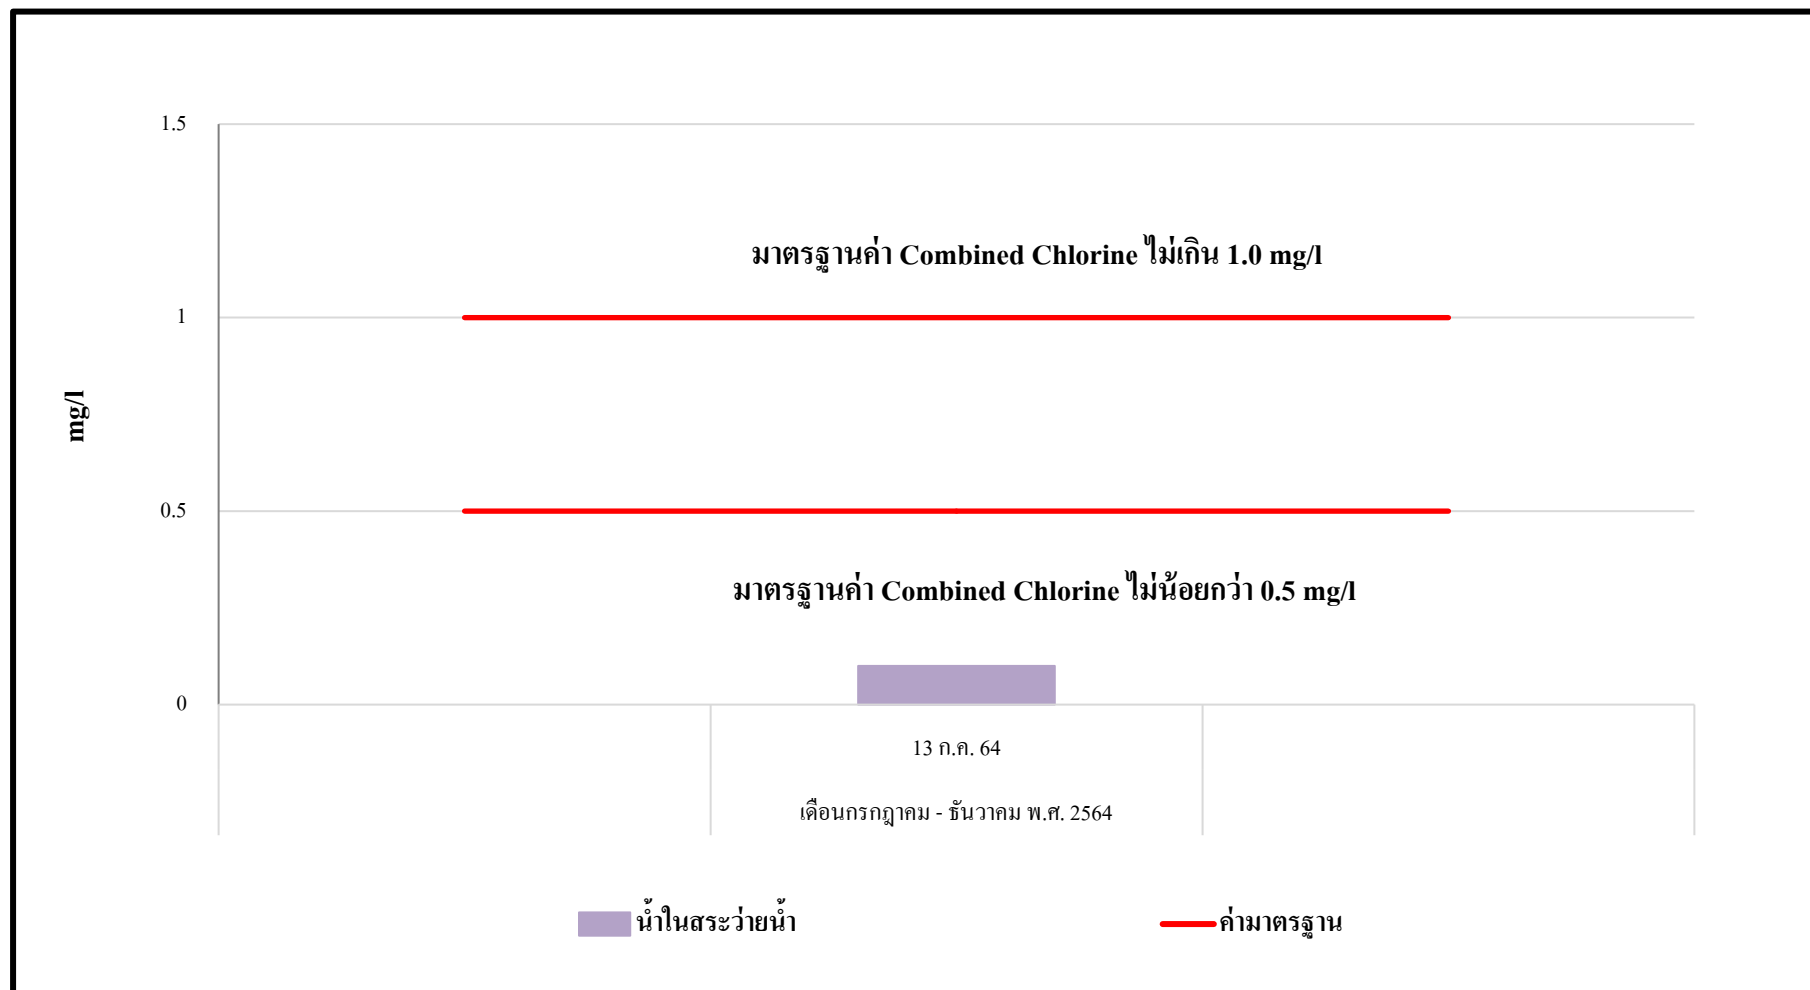 1.5
มาตรฐานค่า Combined Chlorine ไม่เกิน 1.0 mg/l
1
mg/l
0.5
มาตรฐานค่า Combined Chlorine ไม่น้อยกว่า 0.5 mg/l
0
13 ก.ค. 64
เดือนกรกฎาคม - ธันวาคม พ.ศ. 2564
น้ำในสระว่ายน้ำ
ค่ามาตรฐาน